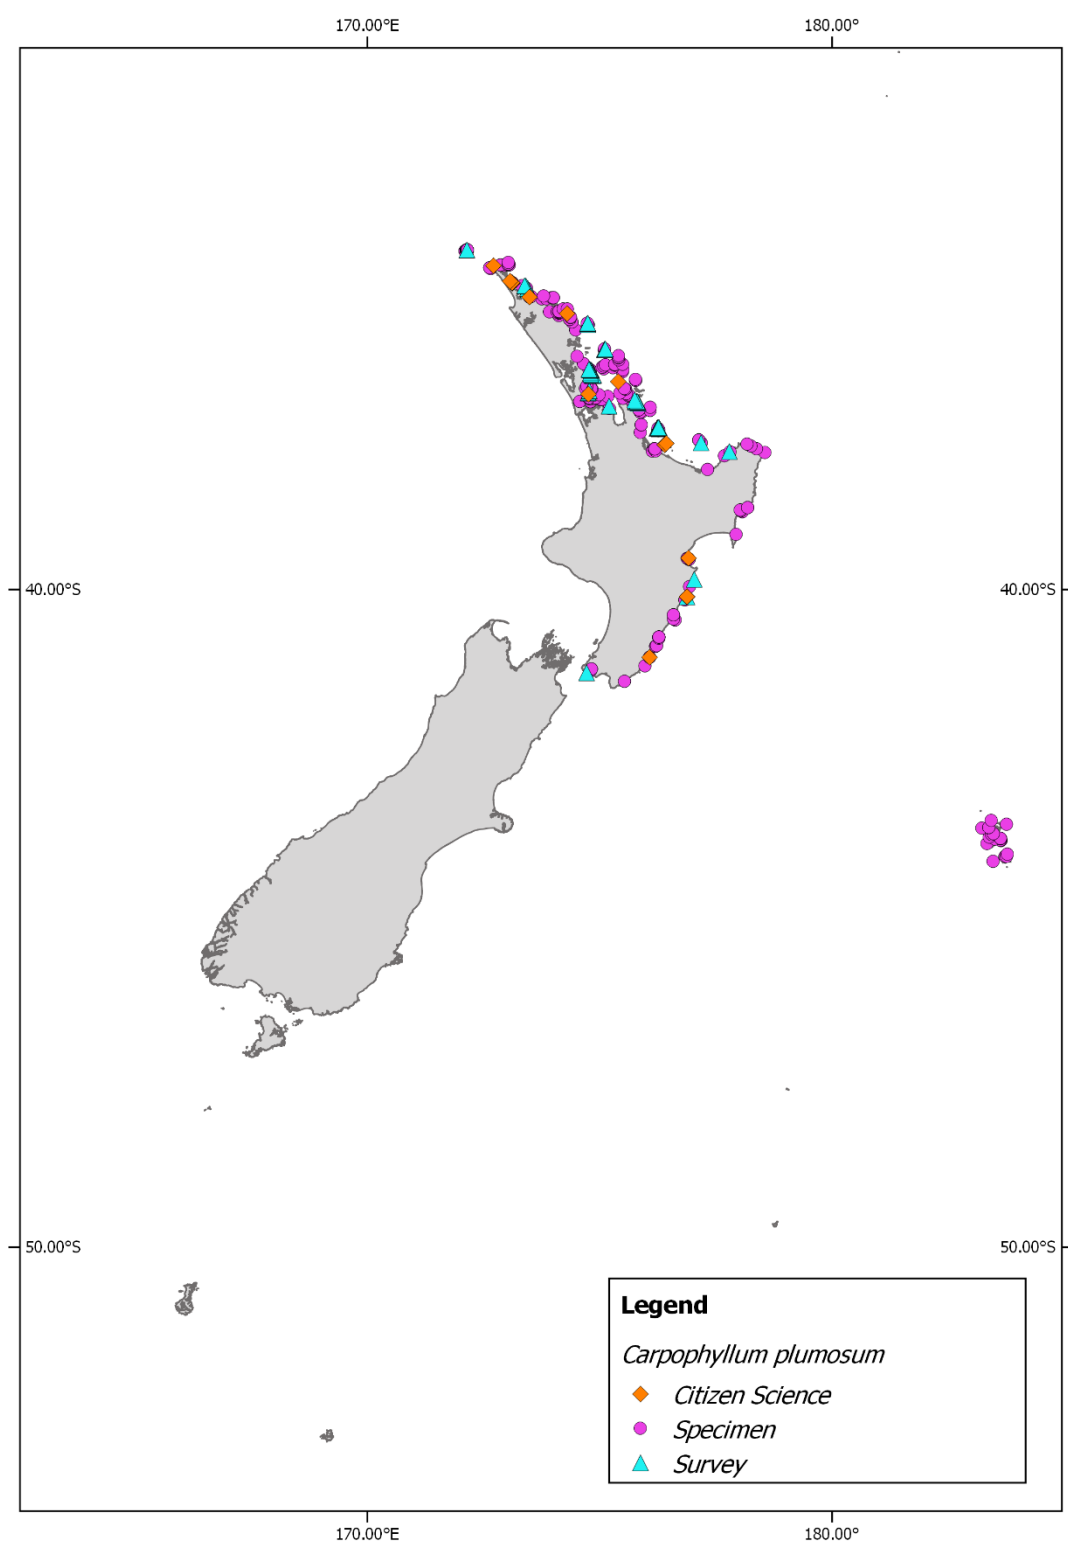 170.00°E 180.00°
40.00°S 40.00°S
50.00°S 50.00°S
Legend
Carpophyllum plumosum
Citizen Science
Specimen
Survey
170.00°E 180.00°